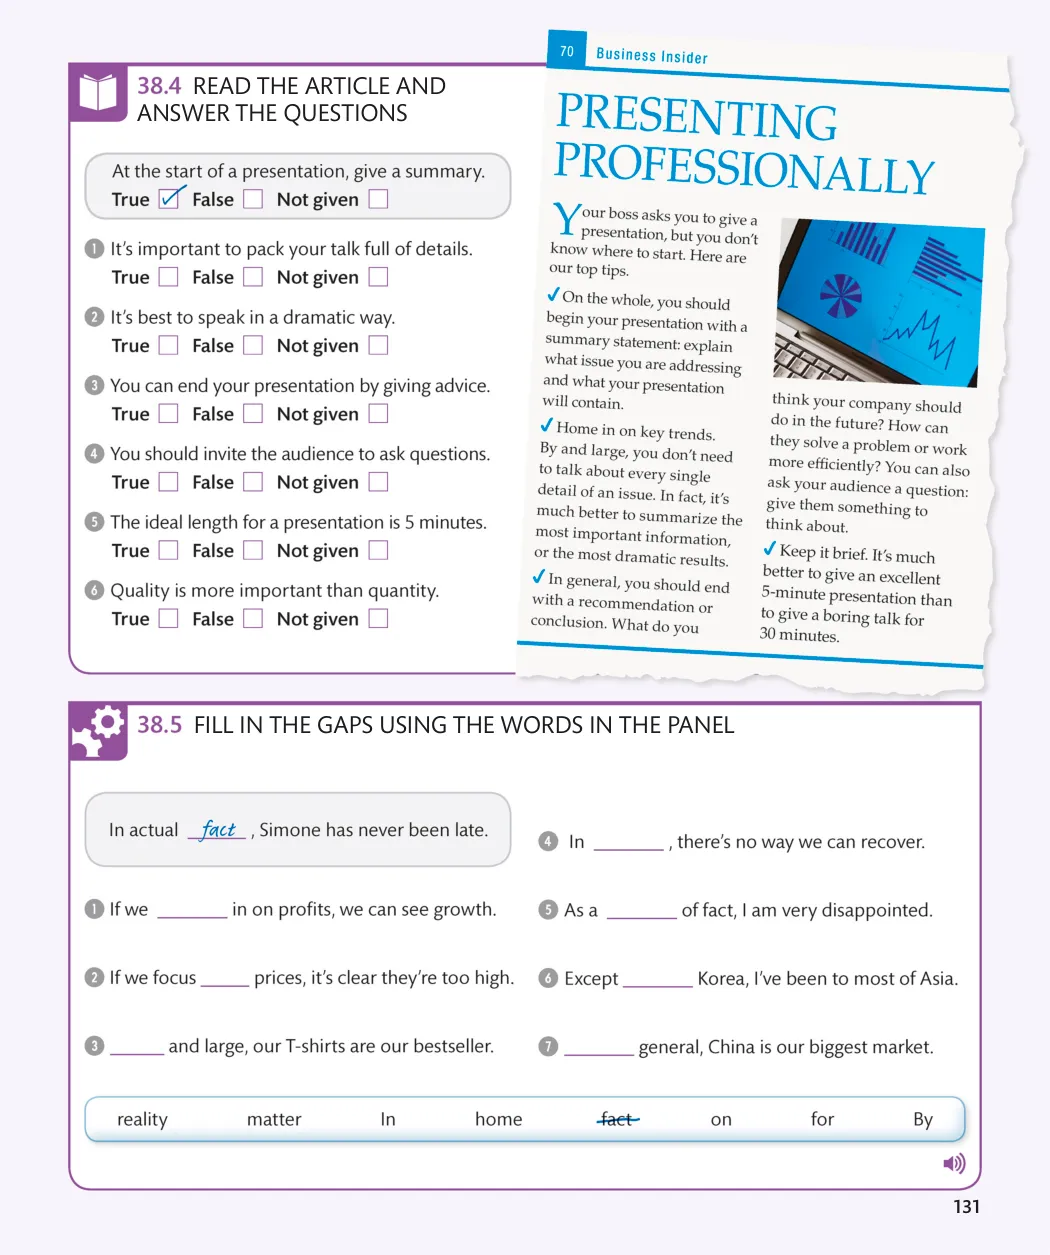 38.4 READ THE ARTICLE AND
ANSWER THE QUESTIONS
At the start of a presentation, give a summary.
True ✓ False Not given
1 It's important to pack your talk full of details.
True False Not given
2 It's best to speak in a dramatic way.
True False Not given
3 You can end your presentation by giving advice.
True False Not given
4 You should invite the audience to ask questions.
True False Not given
5 The ideal length for a presentation is 5 minutes.
True False Not given
6 Quality is more important than quantity.
True False Not given
70 Business Insider
PRESENTING
PROFESSIONALLY
Your boss asks you to give a
presentation, but you don't
know where to start. Here are
our top tips.
✓On the whole, you should
begin your presentation with a
summary statement: explain
what issue you are addressing
and what your presentation
will contain.
✓Home in on key trends.
By and large, you don't need
to talk about every single
detail of an issue. In fact, it's
much better to summarize the
most important information,
or the most dramatic results.
✓In general, you should end
with a recommendation or
conclusion. What do you
think your company should
do in the future? How can
they solve a problem or work
more efficiently? You can also
ask your audience a question:
give them something to
think about.
✓Keep it brief. It's much
better to give an excellent
5-minute presentation than
to give a boring talk for
30 minutes.
38.5 FILL IN THE GAPS USING THE WORDS IN THE PANEL
In actual fact , Simone has never been late.
1 If we ______ in on profits, we can see growth.
2 If we focus ______ prices, it's clear they're too high.
3 ______ and large, our T-shirts are our bestseller.
4 In ______ , there's no way we can recover.
5 As a ______ of fact, I am very disappointed.
6 Except ______ Korea, I've been to most of Asia.
7 ______ general, China is our biggest market.
reality matter In home fact on for By
131